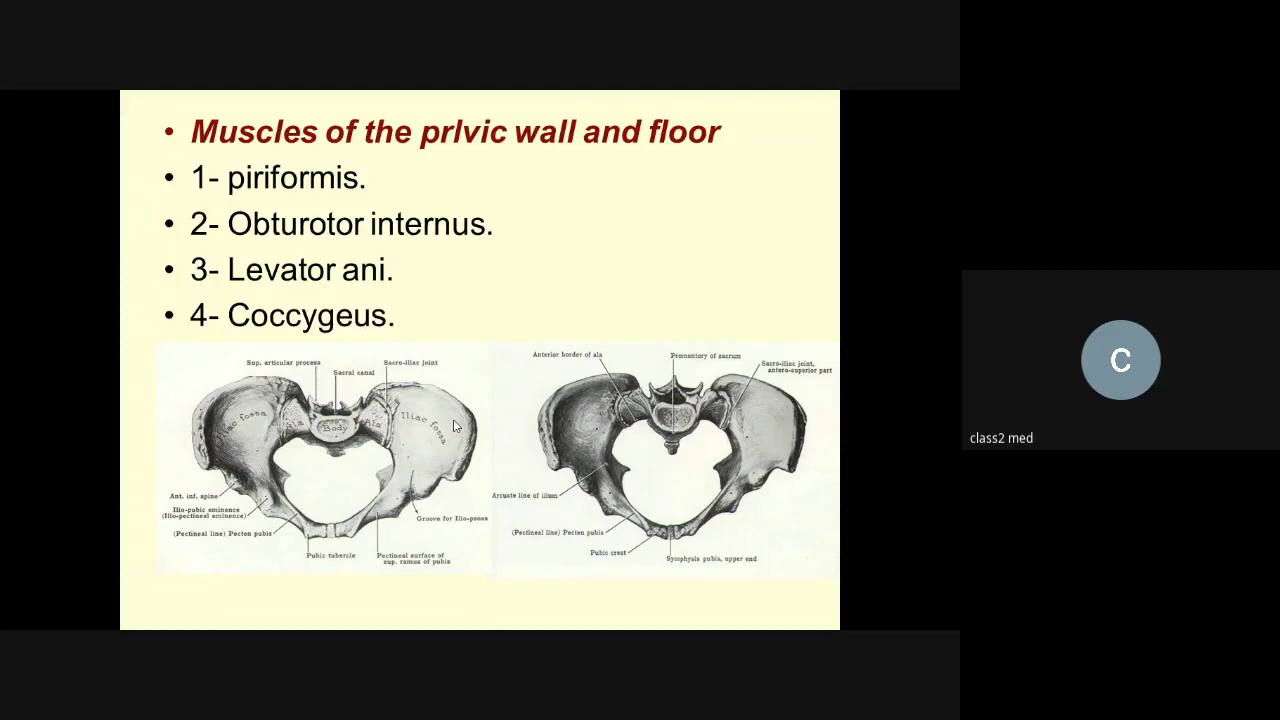 • Muscles of the prlvic wall and floor
• 1- piriformis.
• 2- Obturotor internus.
• 3- Levator ani.
• 4- Coccygeus.
Sup. articular process
Sacro-iliac joint
Sacral canal
Iliac fossa
Ala
Body
Ala
Iliac fossa
Ant. inf. spine
Ilio-pubic eminence
(Ilio-pectineal eminence)
(Pectineal line) Pecten pubis
Groove for Ilio-psoas
Pubic tubercle
Pectineal surface of
sup. ramus of pubis
Anterior border of ala
Promontory of sacrum
Sacro-iliac joint,
antero-superior part
Arcuate line of ilium
(Pectineal line) Pecten pubis
Pubic crest
Symphysis pubis, upper end
C
class2 med